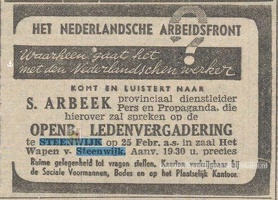 HET NEDERLANDSCHE ARBEIDSFRONT
?
Waarheen gaat het
met den Nederlandschen werker
KOMT EN LUISTERT NAAR
S. ARBEEK provinciaal dienstleider
Pers en Propaganda, die
hierover zal spreken op de
OPENB. LEDENVERGADERING
te STEENWIJK op 25 Febr. a.s. in zaal Het
Wapen v. Steenwijk. Aanv. 19.30 u. precies
Ruime gelegenheid tot vragen stellen. Kaarten verkrijgbaar bij
de Sociale Voormannen, Bodes en op het Plaatselijk Kantoor.